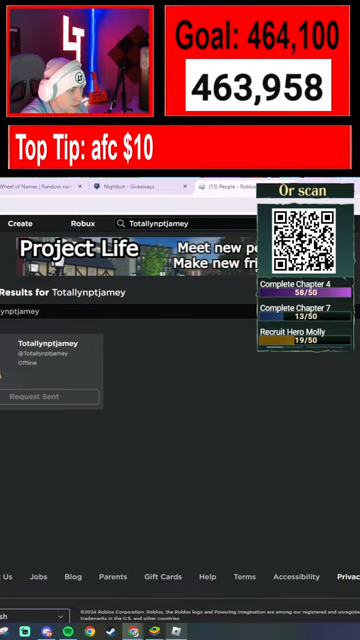 LT
Goal: 464,100
463,958
Top Tip: afc $10
Wheel of Names | Random na
Nightbot - Giveaways
(15) People - Roblox
Or scan
Create
Robux
Totallynptjamey
Project Life
Meet new pe
Make new fri
Complete Chapter 4
58/50
Complete Chapter 7
13/50
Recruit Hero Molly
19/50
Results for Totallynptjamey
ynptjamey
Totallynptjamey
@Totallynptjamey
Offline
Request Sent
Us
Jobs
Blog
Parents
Gift Cards
Help
Terms
Accessibility
Privac
sh
©2024 Roblox Corporation. Roblox, the Roblox logo and Powering Imagination are among our registered and unregistered
trademarks in the U.S. and other countries.